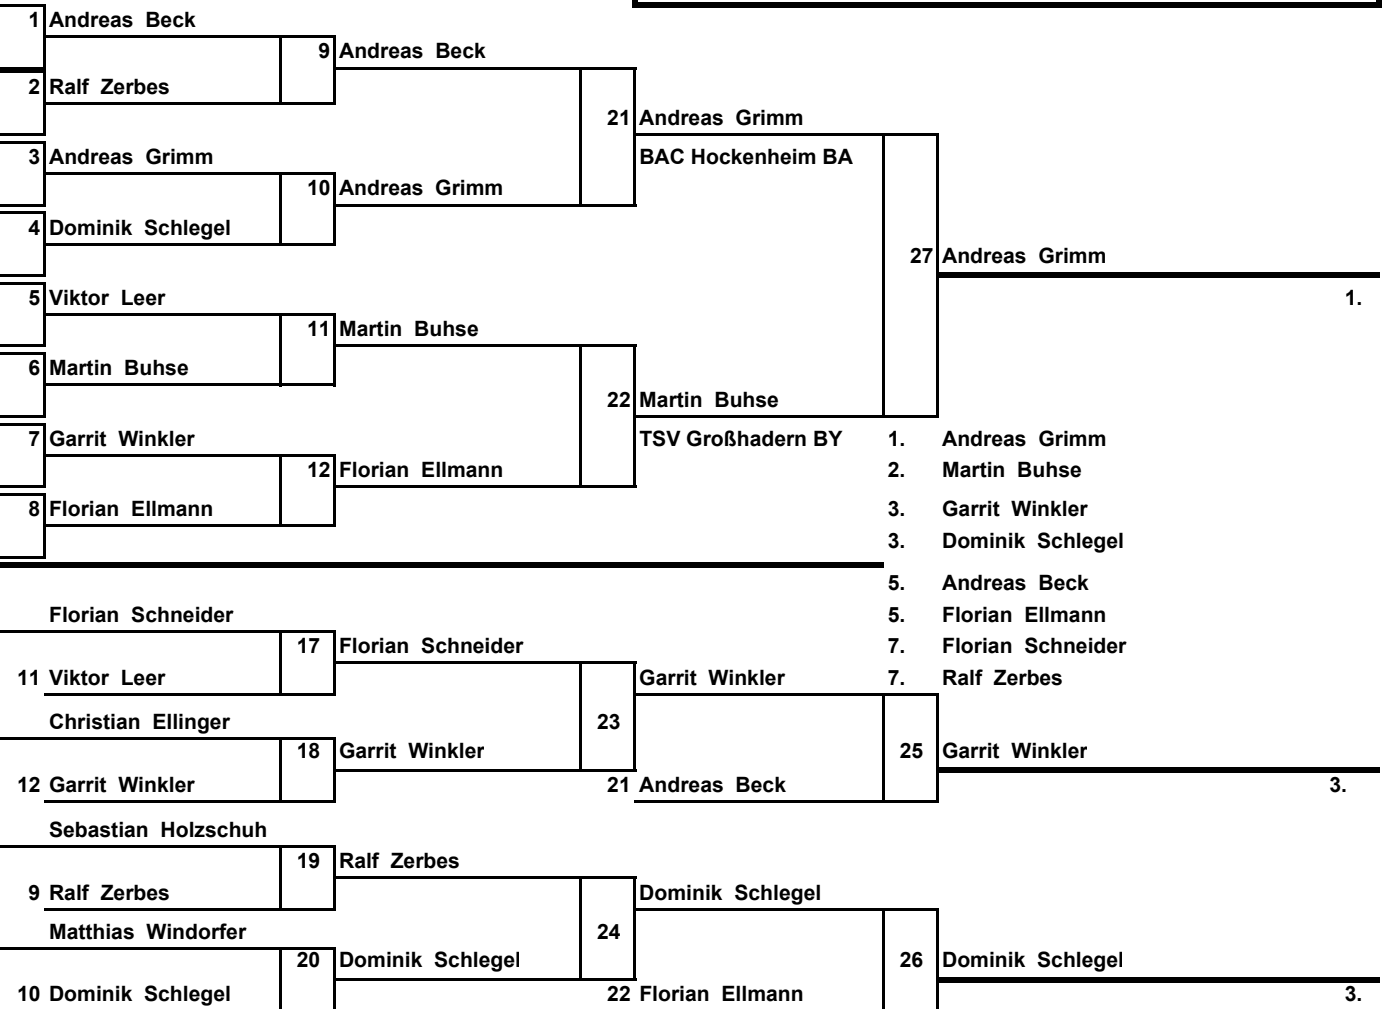 1 Andreas Beck
9 Andreas Beck
2 Ralf Zerbes
21 Andreas Grimm
3 Andreas Grimm
BAC Hockenheim BA
10 Andreas Grimm
4 Dominik Schlegel
27 Andreas Grimm
5 Viktor Leer
1.
11 Martin Buhse
6 Martin Buhse
22 Martin Buhse
7 Garrit Winkler
TSV Großhadern BY
1. Andreas Grimm
12 Florian Ellmann
2. Martin Buhse
8 Florian Ellmann
3. Garrit Winkler
3. Dominik Schlegel
5. Andreas Beck
Florian Schneider
5. Florian Ellmann
17 Florian Schneider
7. Florian Schneider
11 Viktor Leer
Garrit Winkler
7. Ralf Zerbes
Christian Ellinger
23
18 Garrit Winkler
25 Garrit Winkler
12 Garrit Winkler
21 Andreas Beck
3.
Sebastian Holzschuh
19 Ralf Zerbes
9 Ralf Zerbes
Dominik Schlegel
Matthias Windorfer
24
20 Dominik Schlegel
26 Dominik Schlegel
10 Dominik Schlegel
22 Florian Ellmann
3.